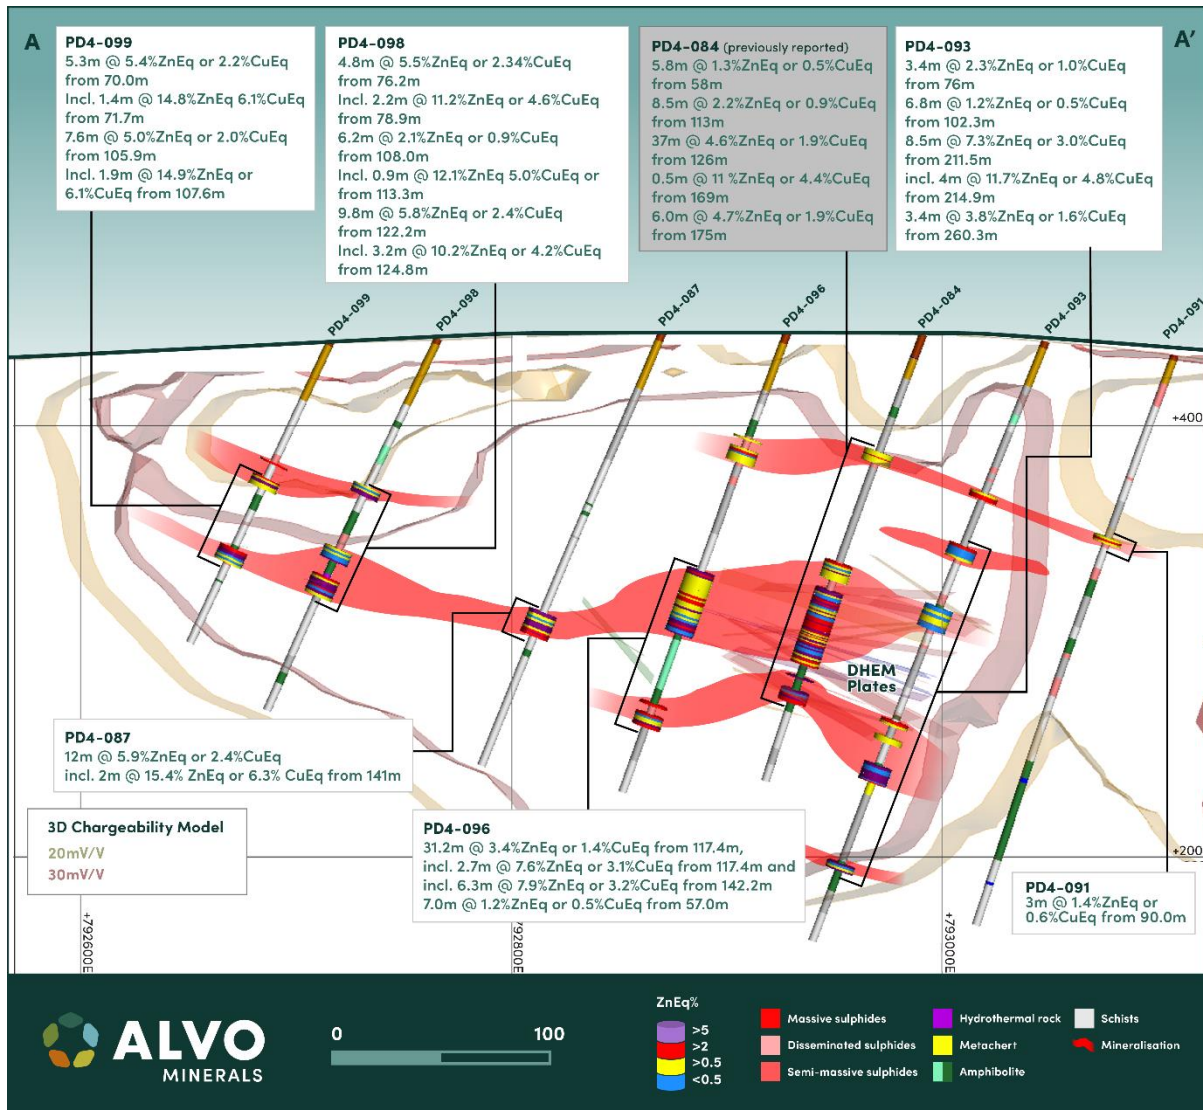 A
A'
PD4-099
5.3m @ 5.4%ZnEq or 2.2%CuEq
from 70.0m
Incl. 1.4m @ 14.8%ZnEq 6.1%CuEq
71.7m
7.6m @ 5.0%ZnEq or 2.0%CuEq
from 105.9m
Incl. 1.9m @ 14.9%ZnEq or
6.1%CuEq from 107.6m
PD4-098
4.8m @ 5.5%ZnEq or 2.34%CuEq
from 76.2m
Incl. 2.2m @ 11.2%ZnEq or 4.6%CuEq
from 78.9m
6.2m @ 2.1%ZnEq or 0.9%CuEq
from 108.0m
Incl. 0.9m @ 12.1%ZnEq 5.0%CuEq or
from 113.3m
9.8m @ 5.8%ZnEq or 2.4%CuEq
from 122.2m
Incl. 3.2m @ 10.2%ZnEq or 4.2%CuEq
from 124.8m
PD4-084 (previously reported)
5.8m @ 1.3%ZnEq or 0.5%CuEq
from 58m
8.5m @ 2.2%ZnEq or 0.9%CuEq
from 113m
37m @ 4.6%ZnEq or 1.9%CuEq
from 126m
0.5m @ 11 %ZnEq or 4.4%CuEq
from 169m
6.0m @ 4.7%ZnEq or 1.9%CuEq
from 175m
PD4-093
3.4m @ 2.3%ZnEq or 1.0%CuEq
from 76m
6.8m @ 1.2%ZnEq or 0.5%CuEq
from 102.3m
8.5m @ 7.3%ZnEq or 3.0%CuEq
from 211.5m
incl. 4m @ 11.7%ZnEq or 4.8%CuEq
from 214.9m
3.4m @ 3.8%ZnEq or 1.6%CuEq
from 260.3m
PD4-099
PD4-098
PD4-087
PD4-096
PD4-084
PD4-093
PD4-091
+400
DHEM
Plates
PD4-087
12m @ 5.9%ZnEq or 2.4%CuEq
incl. 2m @ 15.4% ZnEq or 6.3% CuEq from 141m
3D Chargeability Model
20mV/V
30mV/V
PD4-096
31.2m @ 3.4%ZnEq or 1.4%CuEq from 117.4m,
incl. 2.7m @ 7.6%ZnEq or 3.1%CuEq from 117.4m and
incl. 6.3m @ 7.9%ZnEq or 3.2%CuEq from 142.2m
7.0m @ 1.2%ZnEq or 0.5%CuEq from 57.0m
+200
PD4-091
3m @ 1.4%ZnEq or
0.6%CuEq from 90.0m
+792600E
+792800E
+793000E
ALVO
MINERALS
0
100
ZnEq%
>5
>2
>0.5
<0.5
Massive sulphides
Disseminated sulphides
Semi-massive sulphides
Hydrothermal rock
Metachert
Amphibolite
Schists
Mineralisation